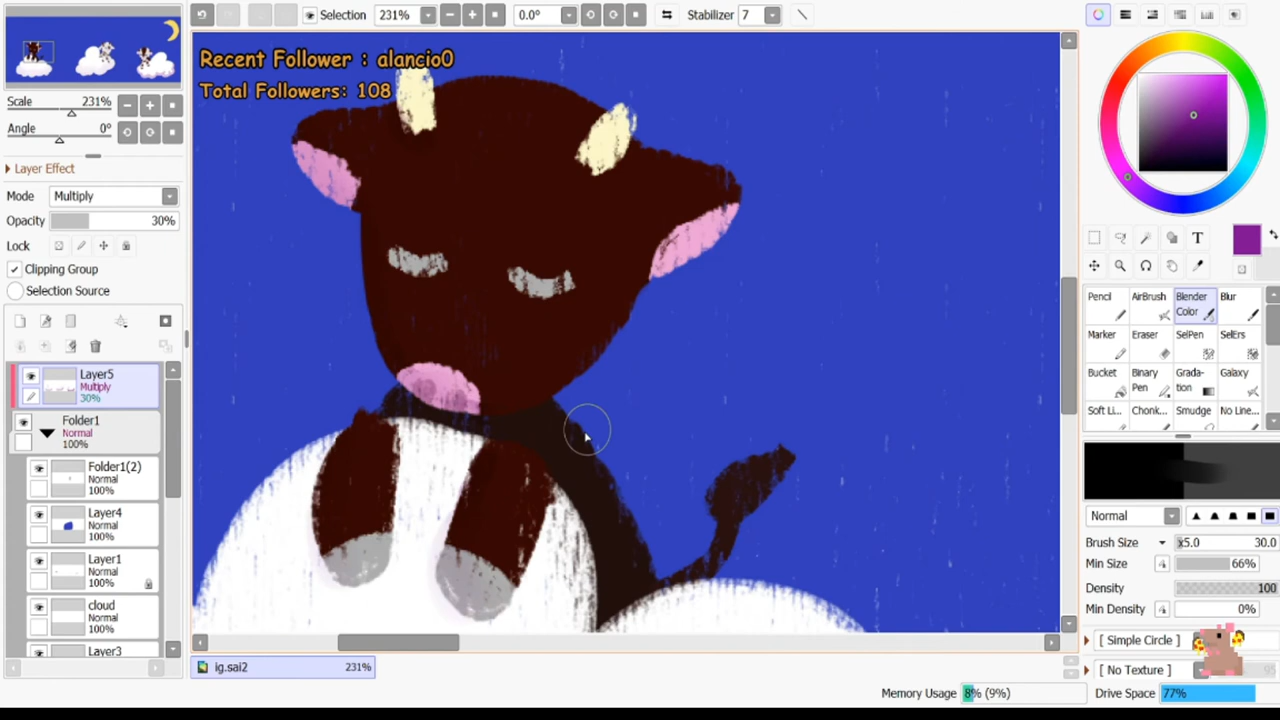 Selection
231%
0.0°
Stabilizer 7
Recent Follower : alancio0
Total Followers: 108
Scale 231%
Angle 0°
Layer Effect
Mode Multiply
Opacity 30%
Lock
Clipping Group
Selection Source
Layer5
Multiply
30%
Folder1
Normal
100%
Folder1(2)
Normal
100%
Layer4
Normal
100%
Layer1
Normal
100%
cloud
Normal
100%
Layer3
ig.sai2 231%
Memory Usage 8% (9%)
Drive Space 77%
T
Pencil
AirBrush
Blender
Color
Blur
Marker
Eraser
SelPen
SelErs
Bucket
Binary
Pen
Grada-
tion
Galaxy
Soft Li...
Chonk...
Smudge
No Line...
Normal
Brush Size x5.0 30.0
Min Size 66%
Density 100
Min Density 0%
[ Simple Circle ]
[ No Texture ]